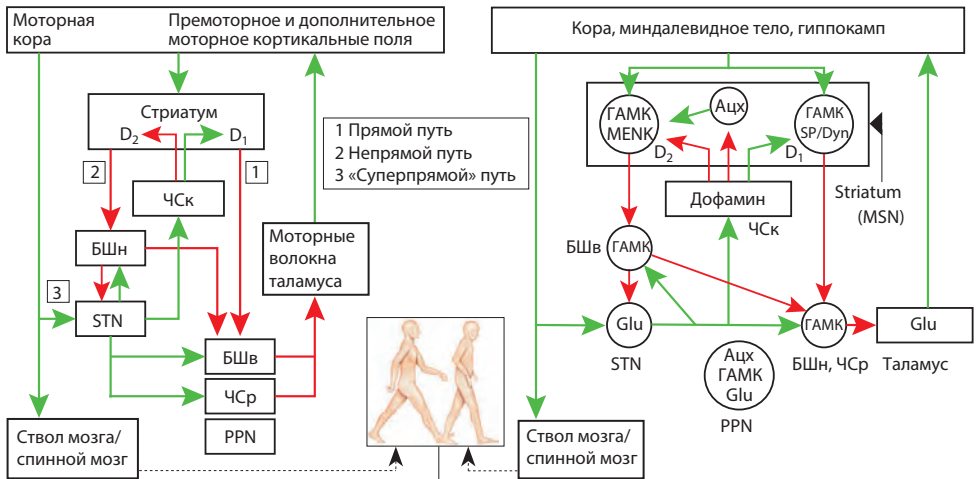 Моторная
кора
Премоторное и дополнительное
моторное кортикальные поля
Стриатум
D2
D1
2
1
ЧСк
БШн
3
STN
БШв
ЧСр
PPN
Моторные
волокна
таламуса
Ствол мозга/
спинной мозг
1 Прямой путь
2 Непрямой путь
3 «Суперпрямой» путь
Кора, миндалевидное тело, гиппокамп
ГАМК
MENK
Ацх
ГАМК
SP/Dyn
D2
D1
Дофамин
ЧСк
Striatum
(MSN)
БШв
ГАМК
Glu
STN
Ацх
ГАМК
Glu
PPN
ГАМК
БШн, ЧСр
Glu
Таламус
Ствол мозга/
спинной мозг